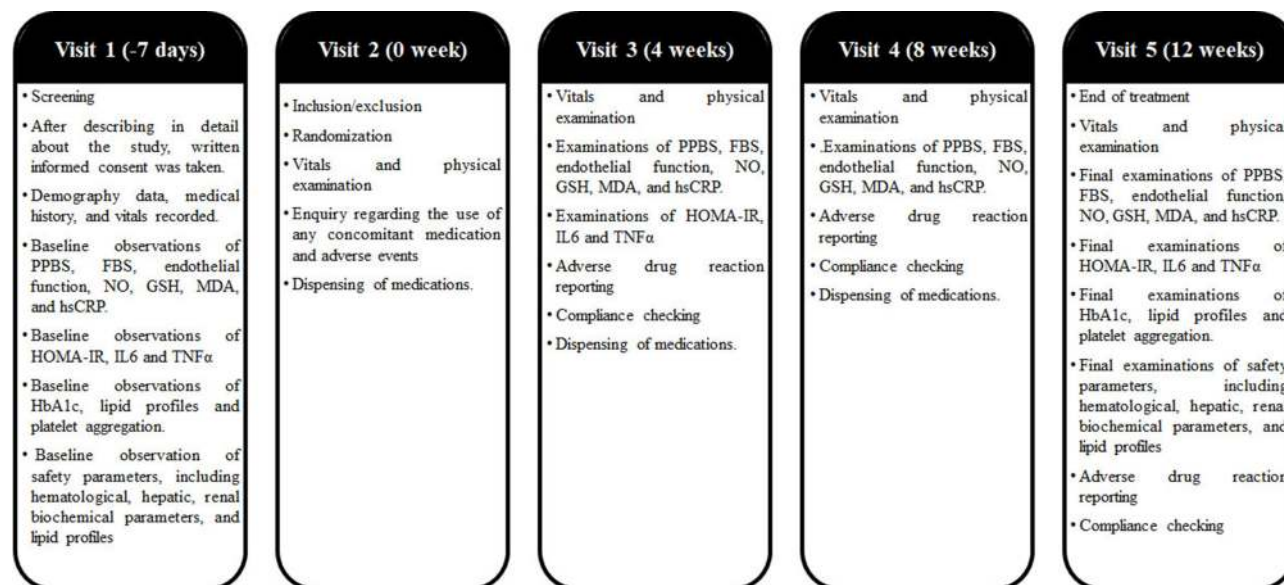 Visit 1 (-7 days)
• Screening
• After describing in detail
about the study, written
informed consent was taken.
• Demography data, medical
history, and vitals recorded.
• Baseline observations of
PPBS, FBS, endothelial
function, NO, GSH, MDA,
and hsCRP.
• Baseline observations of
HOMA-IR, IL6 and TNFα
• Baseline observations of
HbA1c, lipid profiles and
platelet aggregation.
• Baseline observation of
safety parameters, including
hematological, hepatic, renal
biochemical parameters, and
lipid profiles
Visit 2 (0 week)
• Inclusion/exclusion
• Randomization
• Vitals and physical
examination
• Enquiry regarding the use of
any concomitant medication
and adverse events
• Dispensing of medications.
Visit 3 (4 weeks)
• Vitals and physical
examination
• Examinations of PPBS, FBS,
endothelial function, NO,
GSH, MDA, and hsCRP.
• Examinations of HOMA-IR,
IL6 and TNFα
• Adverse drug reaction
reporting
• Compliance checking
• Dispensing of medications.
Visit 4 (8 weeks)
• Vitals and physical
examination
• .Examinations of PPBS, FBS,
endothelial function, NO,
GSH, MDA, and hsCRP.
• Adverse drug reaction
reporting
• Compliance checking
• Dispensing of medications.
Visit 5 (12 weeks)
• End of treatment
• Vitals and physical
examination
• Final examinations of PPBS,
FBS, endothelial function,
NO, GSH, MDA, and hsCRP.
• Final examinations of
HOMA-IR, IL6 and TNFα
• Final examinations of
HbA1c, lipid profiles and
platelet aggregation.
• Final examinations of safety
parameters, including
hematological, hepatic, renal
biochemical parameters, and
lipid profiles
• Adverse drug reaction
reporting
• Compliance checking